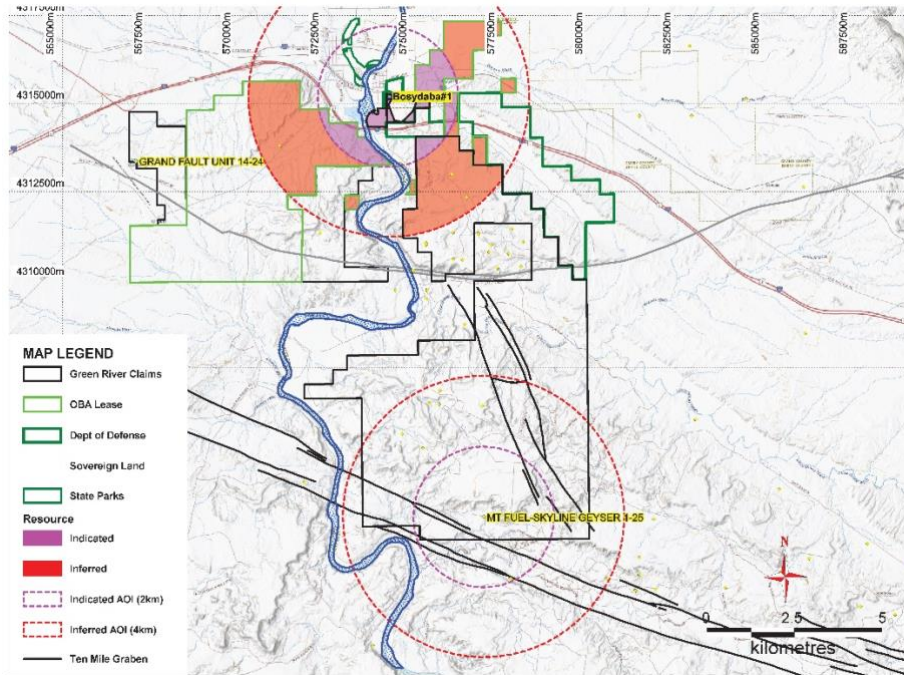 4317500m
565000m
567500m
570000m
572500m
575000m
577500m
580000m
582500m
585000m
587500m
4315000m
Bosydaba#1
GRAND FAULT UNIT 14-24
4312500m
4310000m
MAP LEGEND
Green River Claims
OBA Lease
Dept of Defense
Sovereign Land
State Parks
Resource
Indicated
Inferred
Indicated AOI (2km)
Inferred AOI (4km)
Ten Mile Graben
MT FUEL-SKYLINE GEYSER 1-25
N
0 2.5 5
kilometres